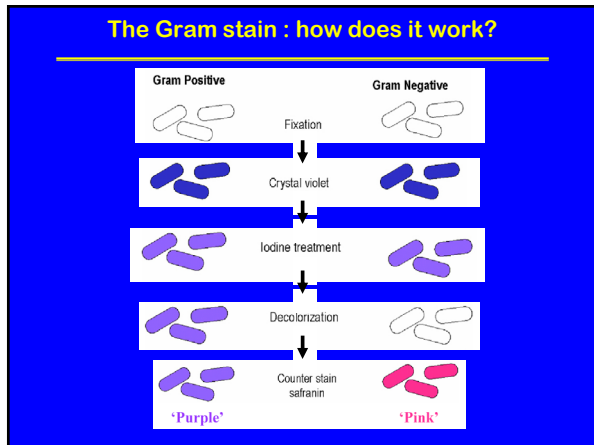 The Gram stain : how does it work?
Gram Positive
Gram Negative
Fixation
Crystal violet
Iodine treatment
Decolorization
Counter stain
safranin
‘Purple’
‘Pink’